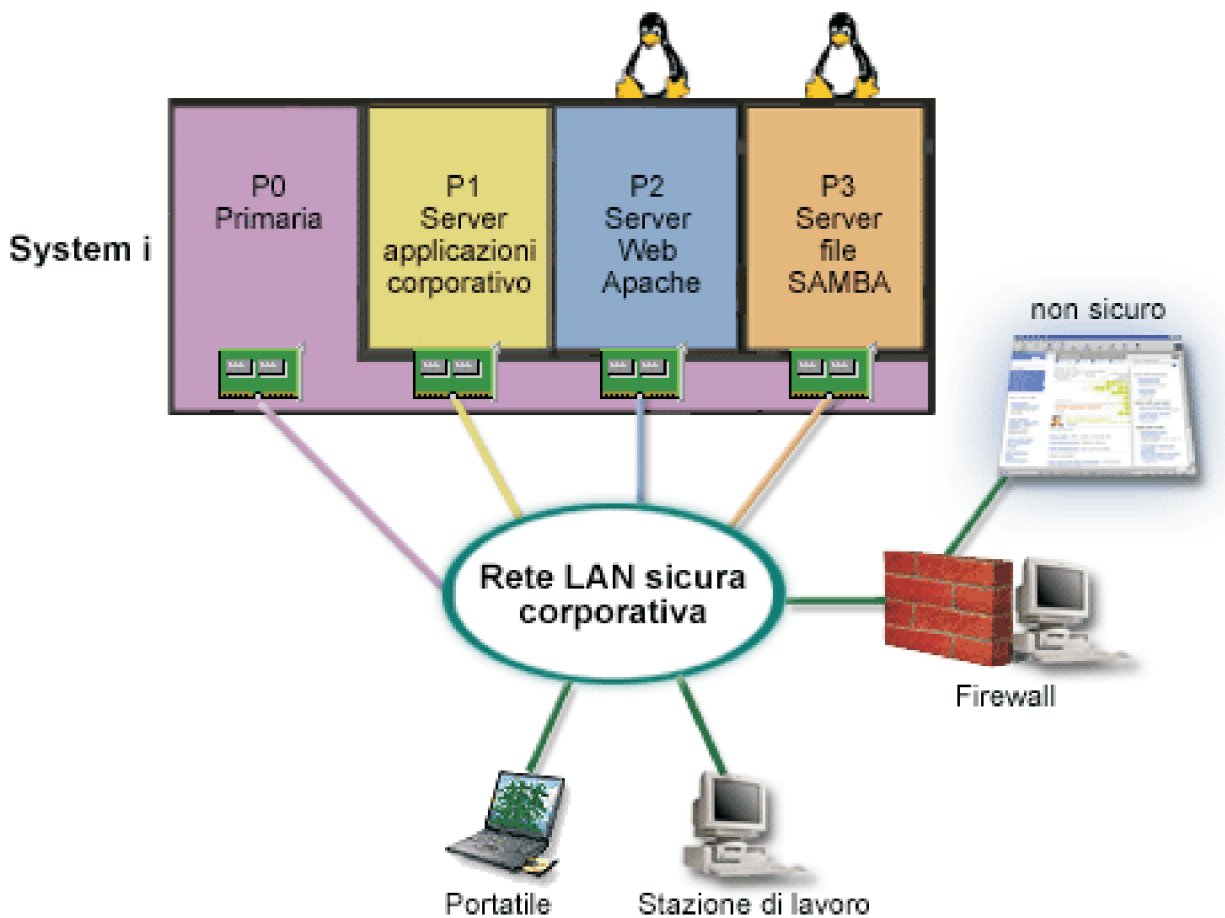 System i
P0
Primaria
P1
Server
applicazioni
corporativo
P2
Server
Web
Apache
P3
Server
file
SAMBA
non sicuro
Rete LAN sicura
corporativa
Firewall
Portatile
Stazione di lavoro